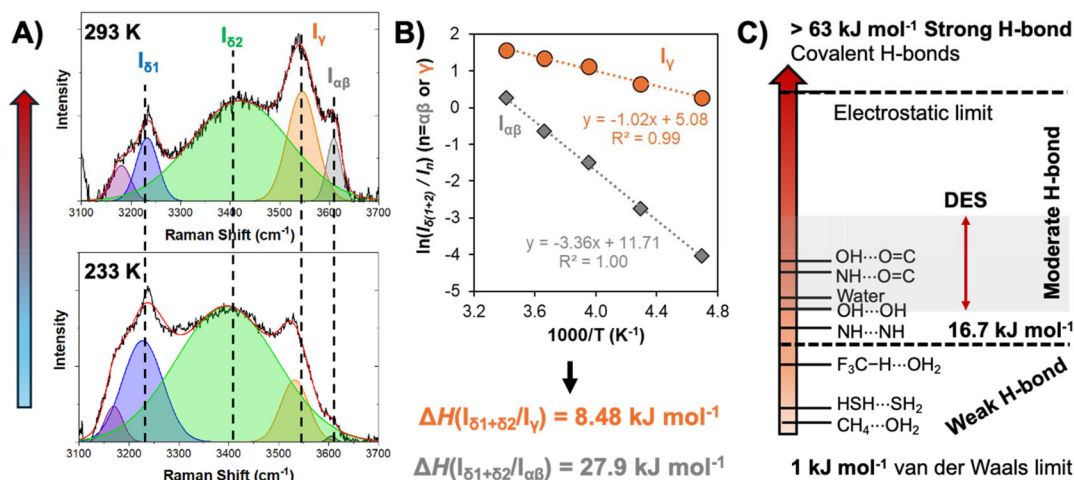 A)
293 K
Iδ1
Iδ2
Iγ
Iαβ
Intensity
3100 3200 3300 3400 3500 3600 3700
Raman Shift (cm⁻¹)
233 K
Intensity
3100 3200 3300 3400 3500 3600 3700
Raman Shift (cm⁻¹)
B)
ln(Iδ(1+2) / In) (n=αβ or γ)
2
1
0
-1
-2
-3
-4
-5
Iγ
y = -1.02x + 5.08
R² = 0.99
Iαβ
y = -3.36x + 11.71
R² = 1.00
3.2 3.6 4.0 4.4 4.8
1000/T (K⁻¹)
ΔH(Iδ1+δ2/Iγ) = 8.48 kJ mol⁻¹
ΔH(Iδ1+δ2/Iαβ) = 27.9 kJ mol⁻¹
C)
> 63 kJ mol⁻¹ Strong H-bond
Covalent H-bonds
Electrostatic limit
DES
Moderate H-bond
OH···O=C
NH···O=C
Water
OH···OH
NH···NH
16.7 kJ mol⁻¹
F₃C−H···OH₂
Weak H-bond
HSH···SH₂
CH₄···OH₂
1 kJ mol⁻¹ van der Waals limit